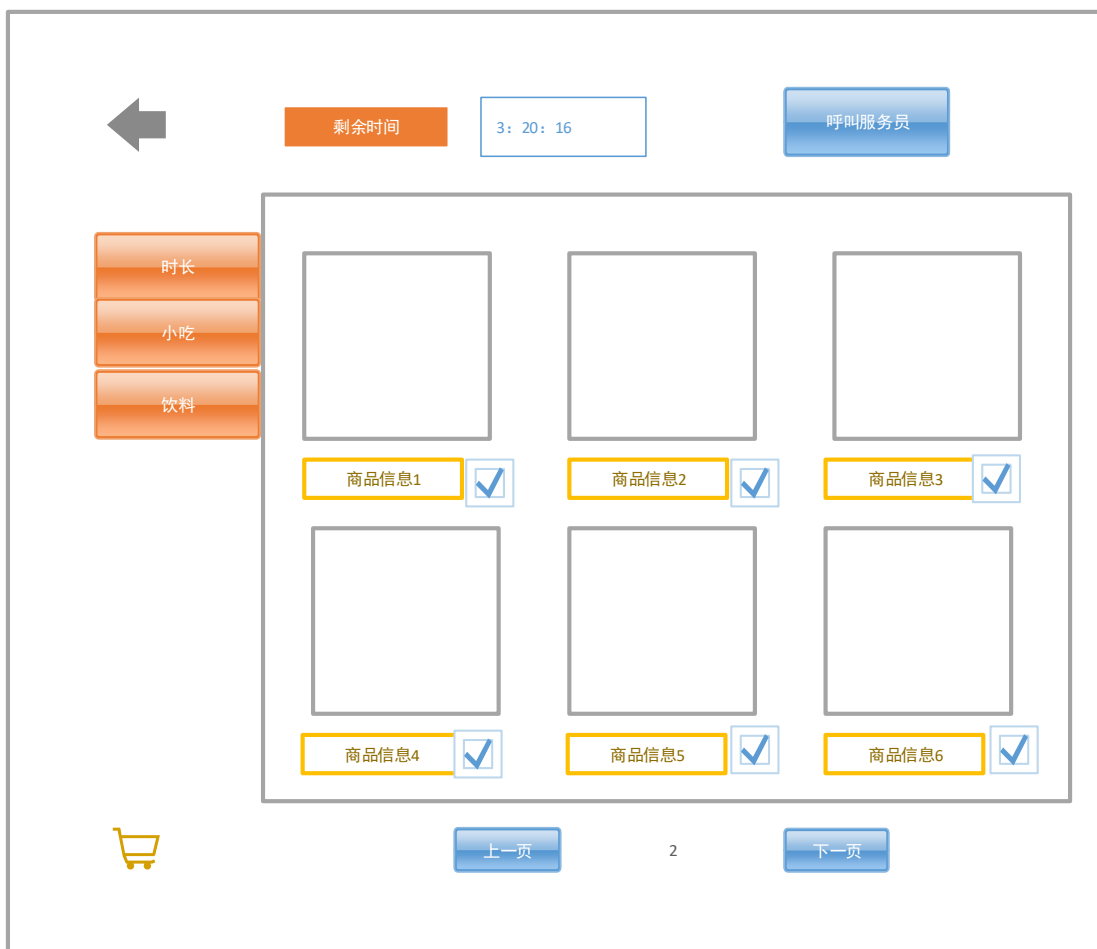 剩余时间
3：20：16
呼叫服务员
时长
小吃
饮料
商品信息1
商品信息2
商品信息3
商品信息4
商品信息5
商品信息6
上一页
2
下一页